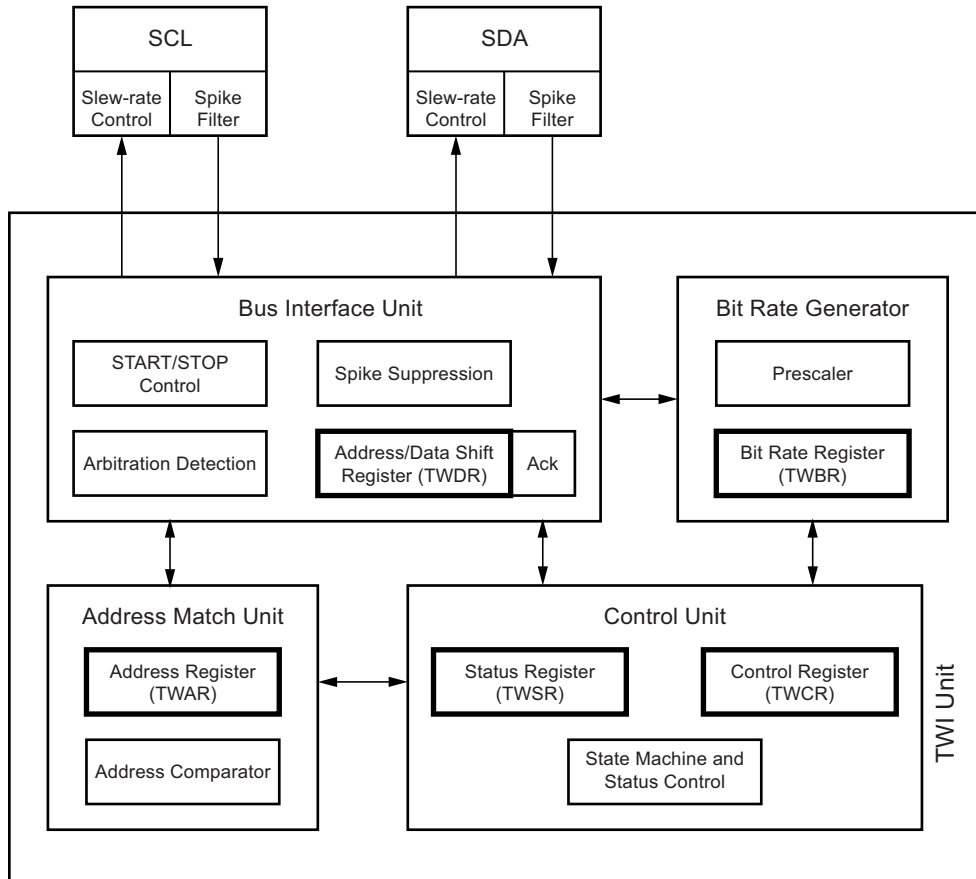 SCL
Slew-rate
Control
Spike
Filter
SDA
Slew-rate
Control
Spike
Filter
Bus Interface Unit
START/STOP
Control
Spike Suppression
Arbitration Detection
Address/Data Shift
Register (TWDR)
Ack
Bit Rate Generator
Prescaler
Bit Rate Register
(TWBR)
Address Match Unit
Address Register
(TWAR)
Address Comparator
Control Unit
Status Register
(TWSR)
Control Register
(TWCR)
State Machine and
Status Control
TWI Unit